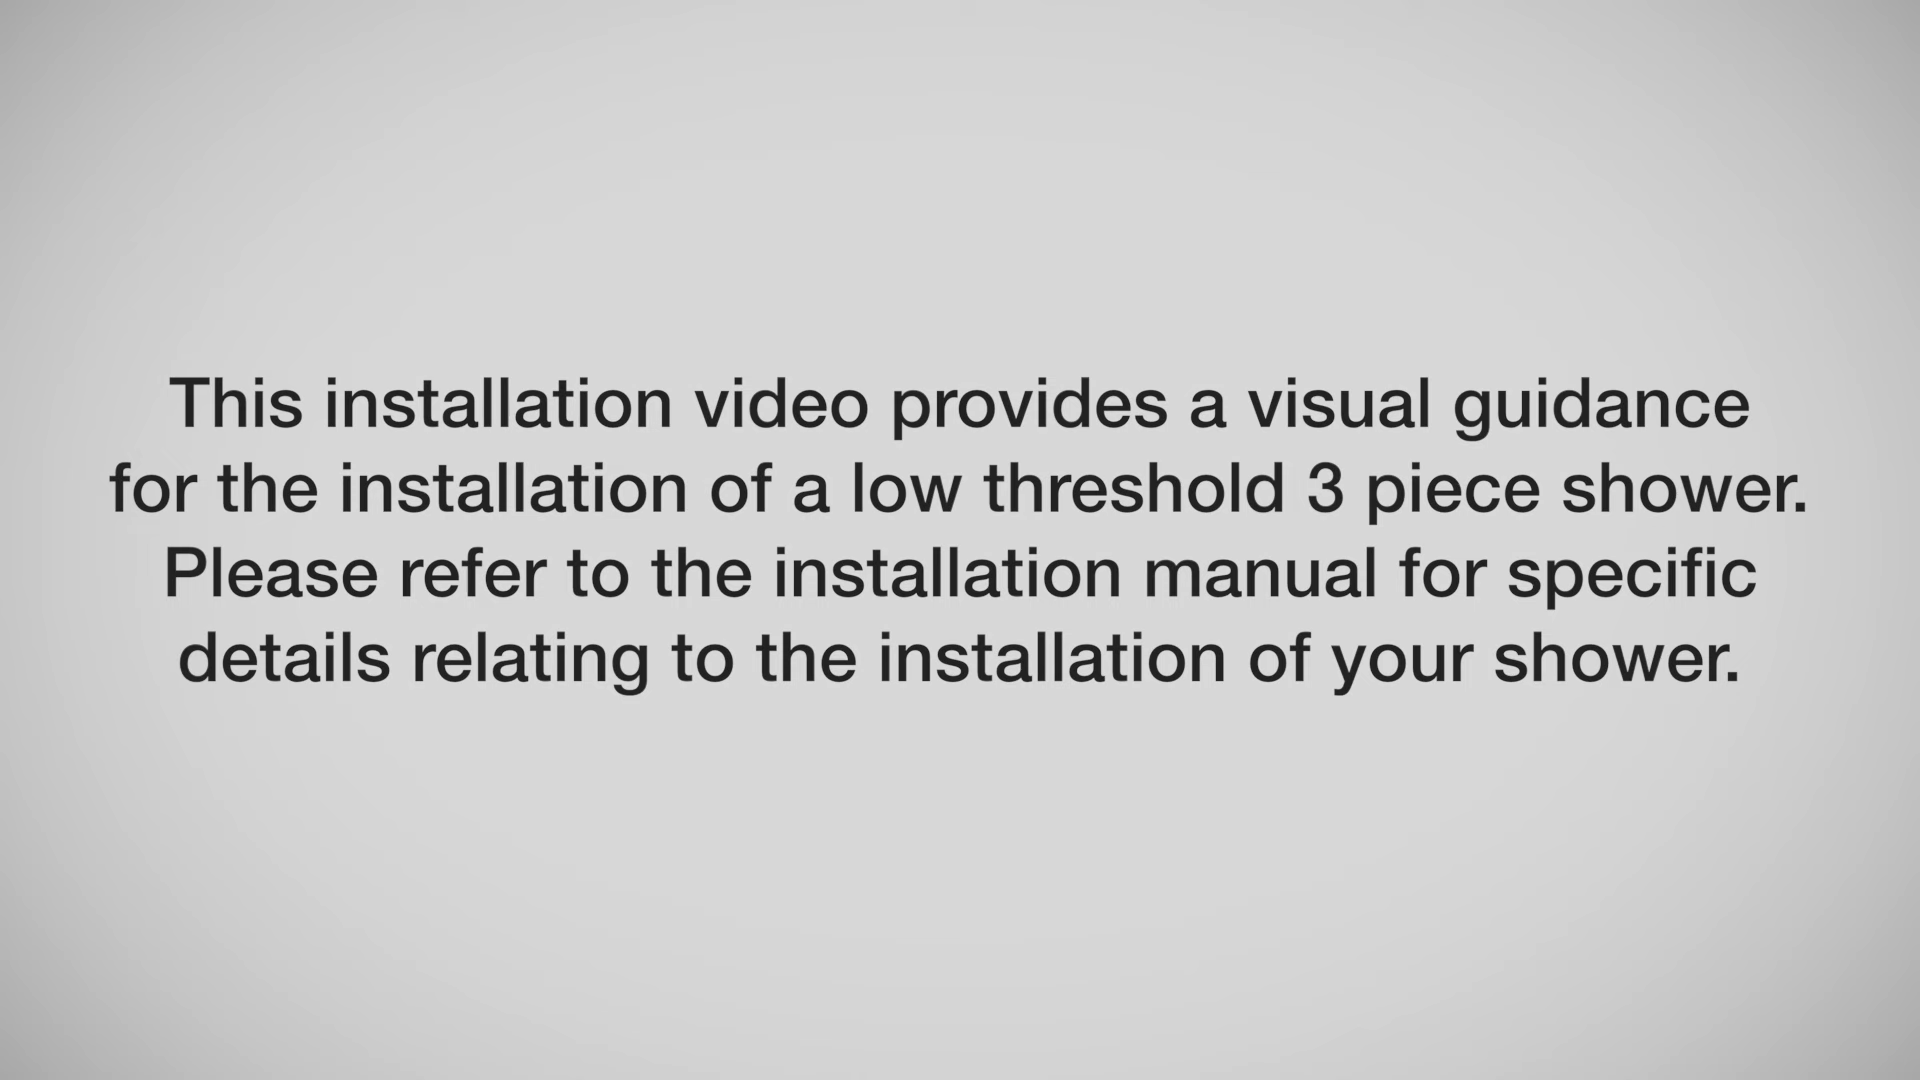 This installation video provides a visual guidance
for the installation of a low threshold 3 piece shower.
Please refer to the installation manual for specific
details relating to the installation of your shower.